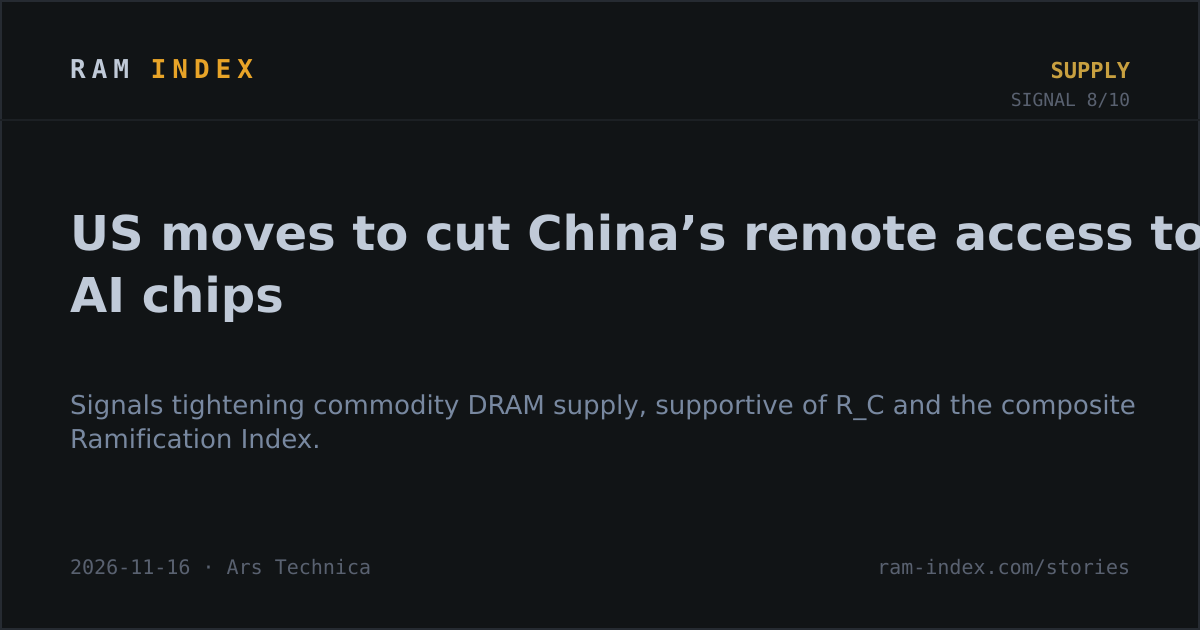 RAM INDEX
SUPPLY
SIGNAL 8/10
US moves to cut China’s remote access to
AI chips
Signals tightening commodity DRAM supply, supportive of R_C and the composite
Ramification Index.
2026-11-16 · Ars Technica
ram-index.com/stories